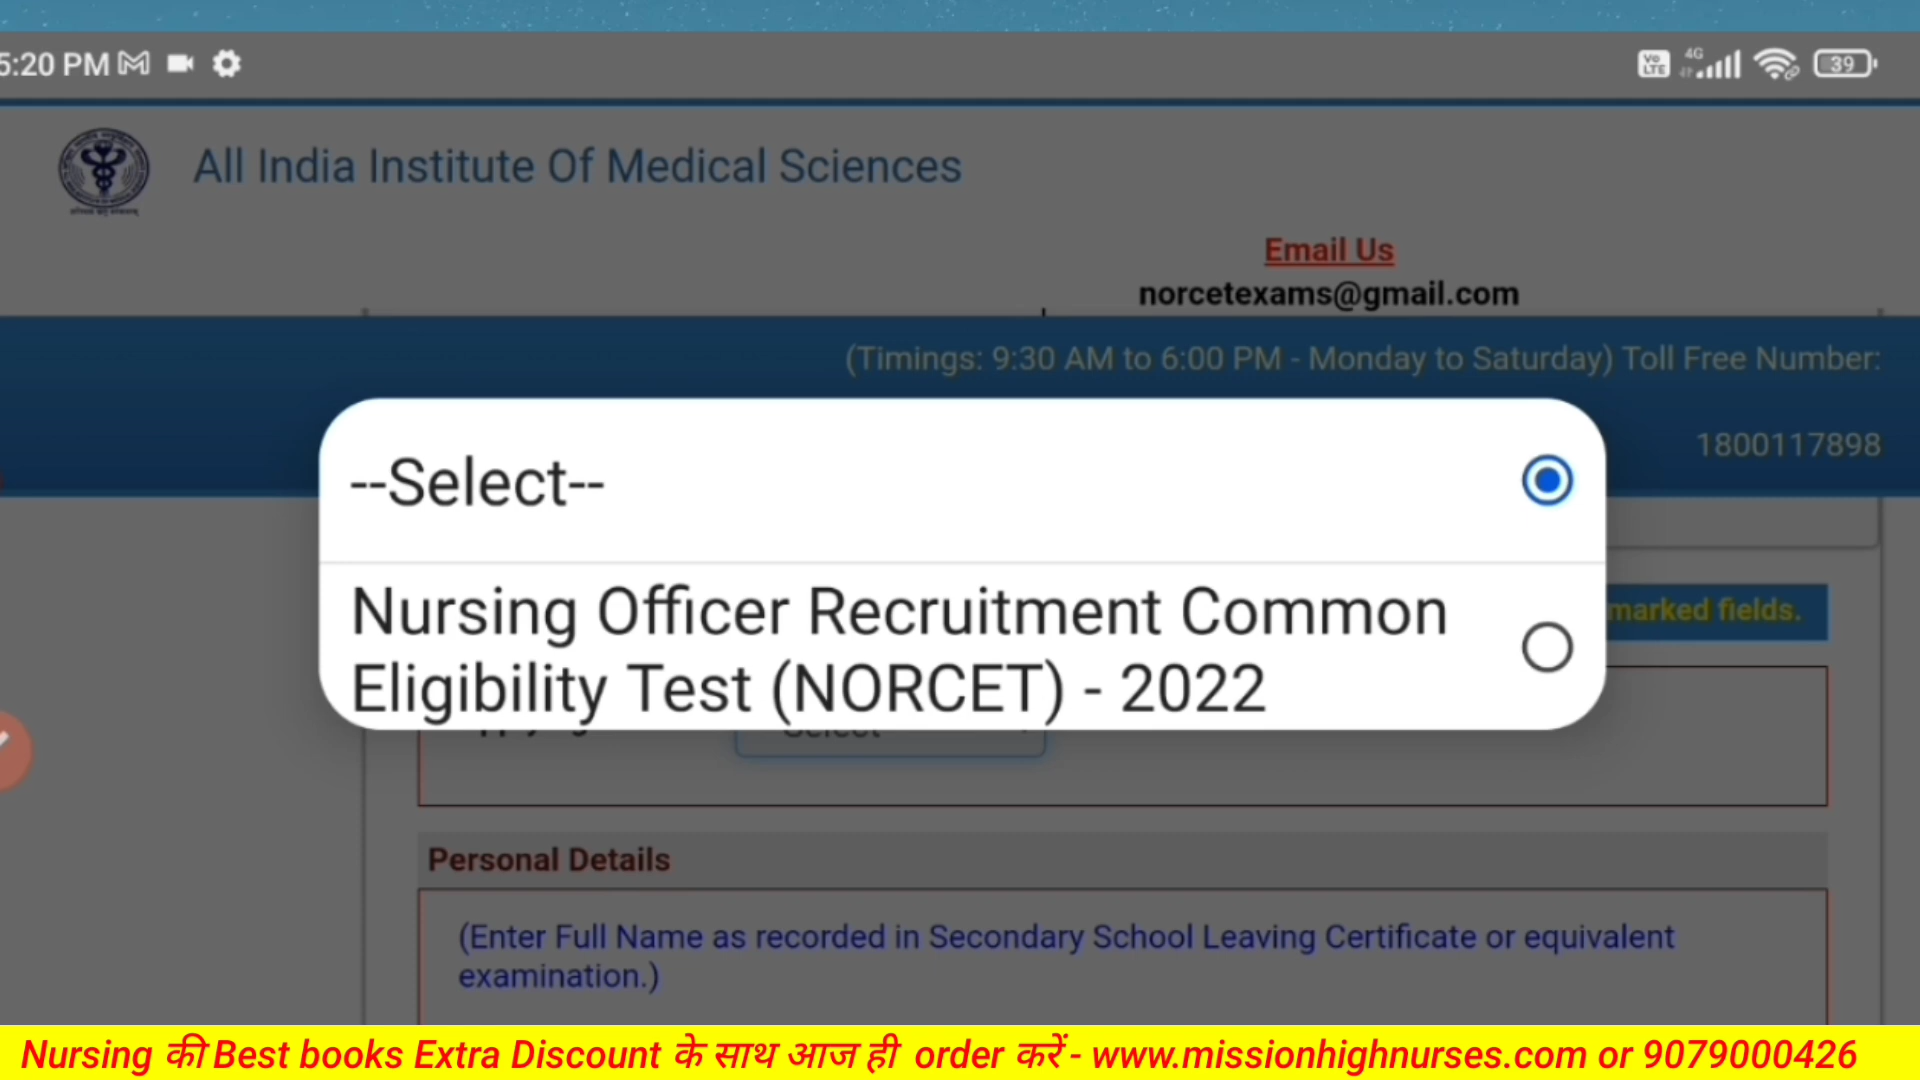 5:20 PM
Vo LTE 4G 39
All India Institute Of Medical Sciences
Email Us
norcetexams@gmail.com
(Timings: 9:30 AM to 6:00 PM - Monday to Saturday) Toll Free Number:
1800117898
--Select--
Nursing Officer Recruitment Common
Eligibility Test (NORCET) - 2022
marked fields.
Personal Details
(Enter Full Name as recorded in Secondary School Leaving Certificate or equivalent
examination.)
Nursing की Best books Extra Discount के साथ आज ही order करें - www.missionhighnurses.com or 9079000426